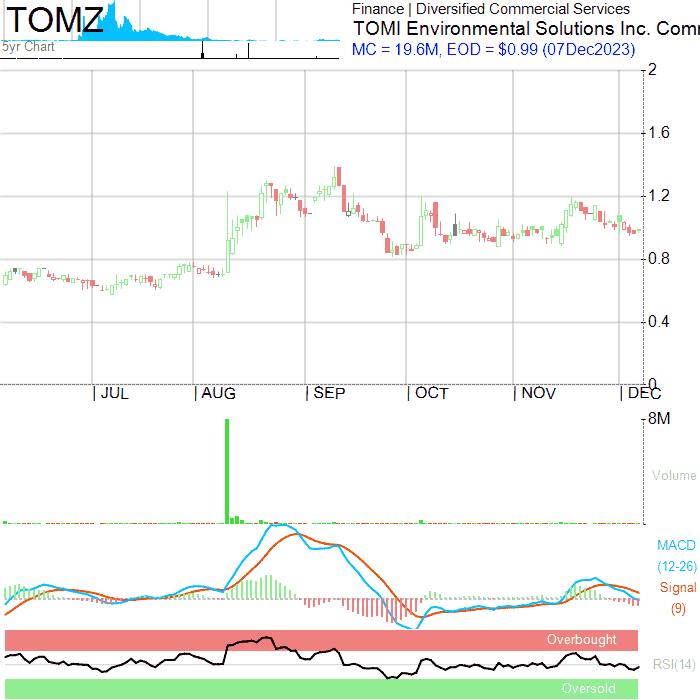 TOMZ
Finance | Diversified Commercial Services
TOMI Environmental Solutions Inc. Comm
5yr Chart
MC = 19.6M, EOD = $0.99 (07Dec2023)
2
1.6
1.2
0.8
0.4
0
JUL AUG SEP OCT NOV DEC
8M
Volume
MACD
(12-26)
Signal
(9)
Overbought
RSI(14)
Oversold